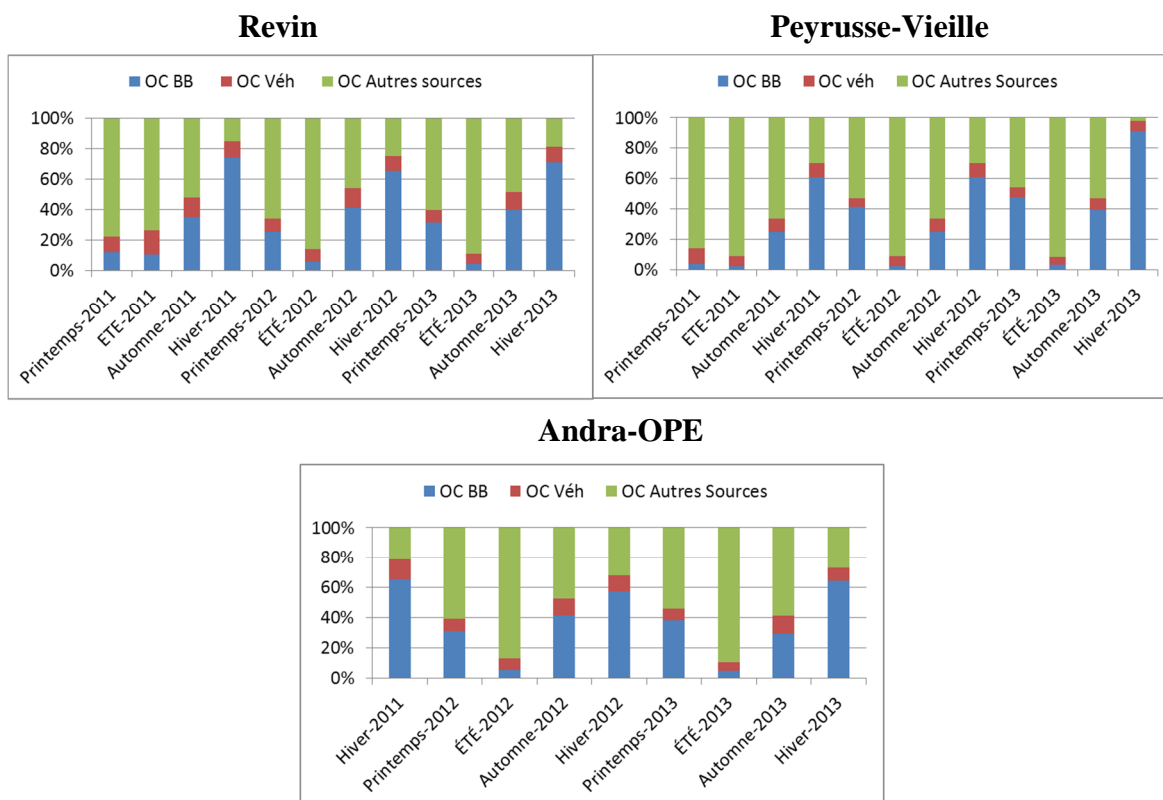 Revin
OC BB OC Véh OC Autres sources
100%
80%
60%
40%
20%
0%
Printemps-2011
ETE-2011
Automne-2011
Hiver-2011
Printemps-2012
ÉTE-2012
Automne-2012
Hiver-2012
Printemps-2013
ÉTE-2013
Automne-2013
Hiver-2013
Peyrusse-Vieille
OC BB OC véh OC Autres Sources
100%
80%
60%
40%
20%
0%
Printemps-2011
ETE-2011
Automne-2011
Hiver-2011
Printemps-2012
ÉTE-2012
Automne-2012
Hiver-2012
Printemps-2013
ÉTE-2013
Automne-2013
Hiver-2013
Andra-OPE
OC BB OC Véh OC Autres Sources
100%
80%
60%
40%
20%
0%
Hiver-2011
Printemps-2012
ÉTÉ-2012
Automne-2012
Hiver-2012
Printemps-2013
ÉTÉ-2013
Automne-2013
Hiver-2013